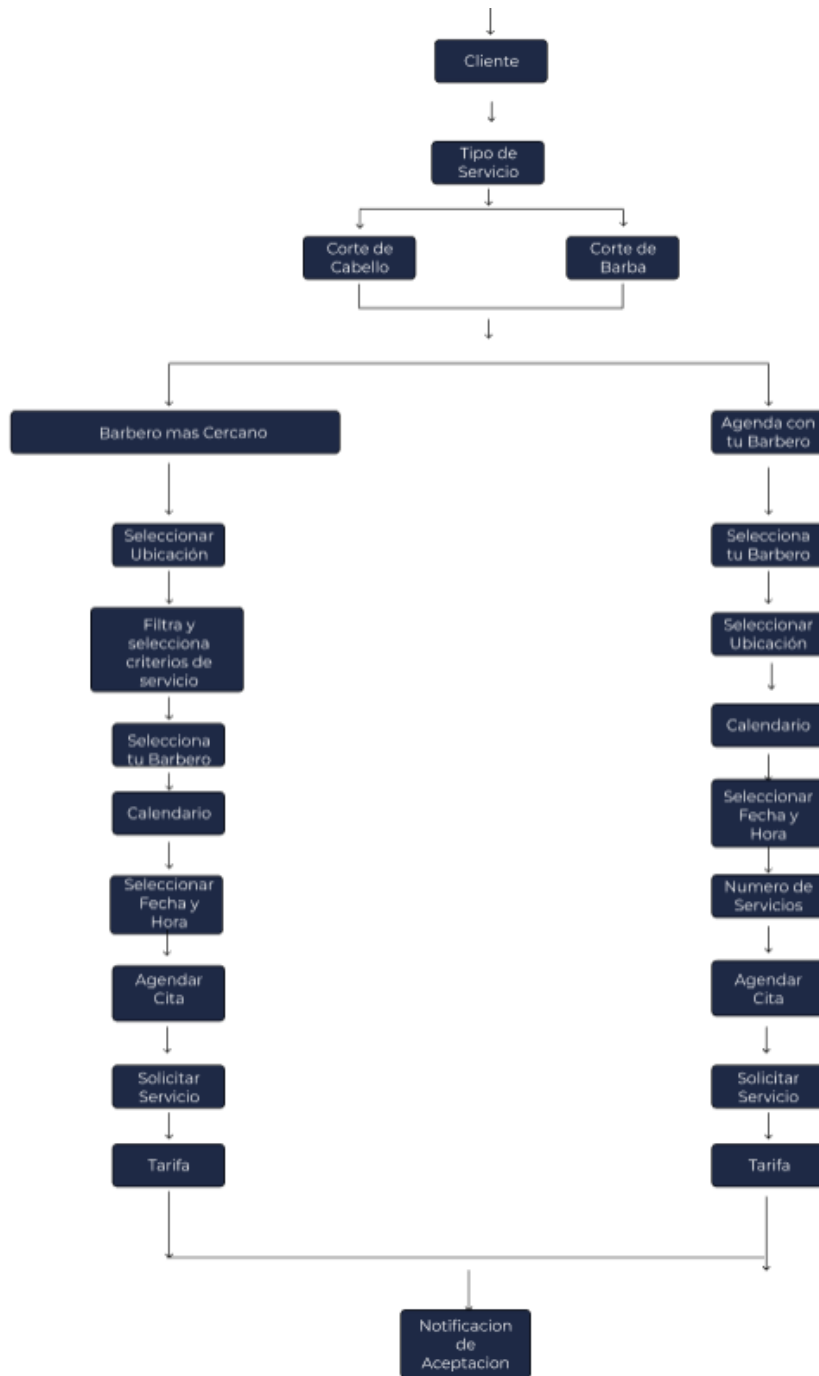 Cliente
Tipo de
Servicio
Corte de
Cabello
Corte de
Barba
Barbero mas Cercano
Seleccionar
Ubicación
Filtra y
selecciona
criterios de
servicio
Selecciona
tu Barbero
Calendario
Seleccionar
Fecha y
Hora
Agendar
Cita
Solicitar
Servicio
Tarifa
Agenda con
tu Barbero
Selecciona
tu Barbero
Seleccionar
Ubicación
Calendario
Seleccionar
Fecha y
Hora
Numero de
Servicios
Agendar
Cita
Solicitar
Servicio
Tarifa
Notificacion
de
Aceptacion